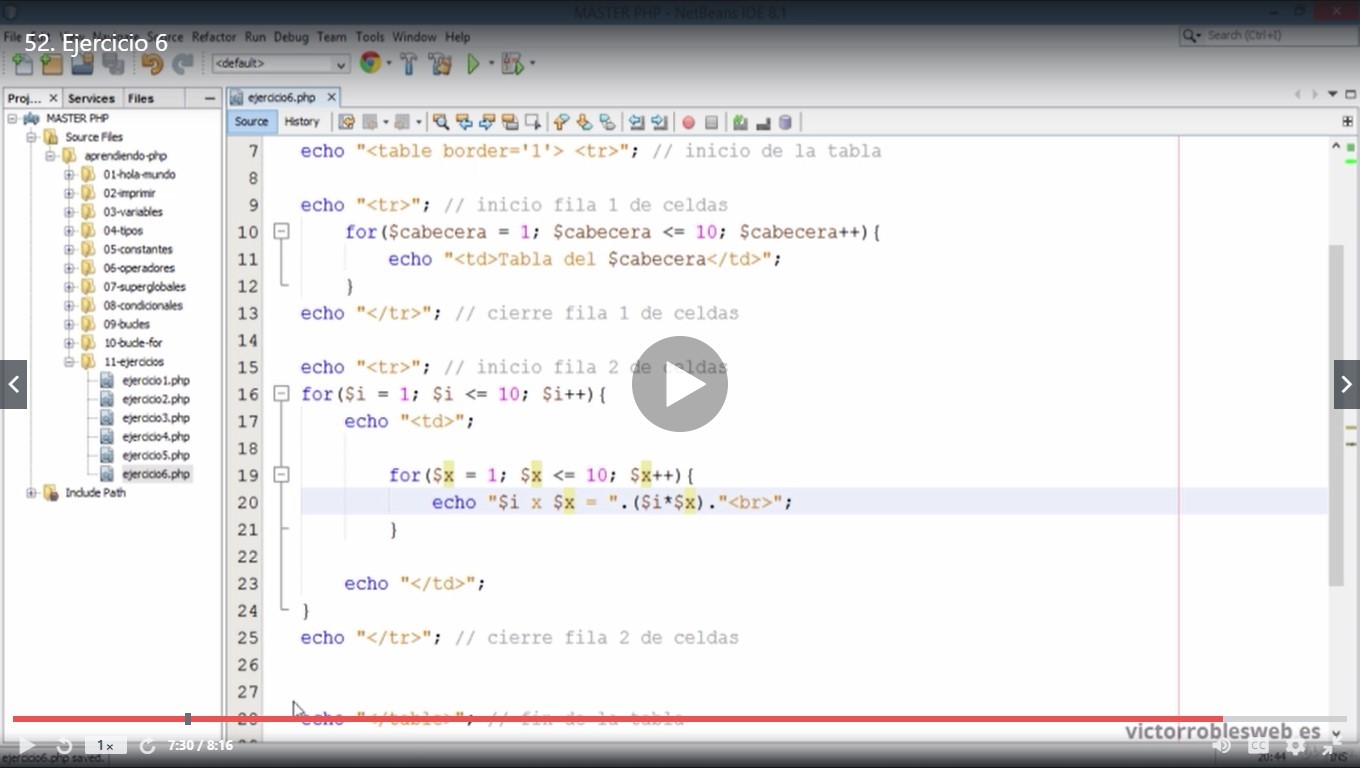 MASTER PHP - NetBeans IDE 8.1
File Source Refactor Run Debug Team Tools Window Help
52. Ejercicio 6
Search (Ctrl+I)
<default>
Proj... Services Files
ejercicio6.php
Source History
MASTER PHP
Source Files
aprendiendo-php
01-hola-mundo
02-imprimir
03-variables
04-tipos
05-constantes
06-operadores
07-superglobales
08-condicionales
09-bucles
10-bucle-for
11-ejercicios
ejercicio1.php
ejercicio2.php
ejercicio3.php
ejercicio4.php
ejercicio5.php
ejercicio6.php
Include Path
7 echo "<table border='1'> <tr>"; // inicio de la tabla
8
9 echo "<tr>"; // inicio fila 1 de celdas
10 for($cabecera = 1; $cabecera <= 10; $cabecera++){
11 echo "<td>Tabla del $cabecera</td>";
12 }
13 echo "</tr>"; // cierre fila 1 de celdas
14
15 echo "<tr>"; // inicio fila 2 de celdas
16 for($i = 1; $i <= 10; $i++){
17 echo "<td>";
18
19 for($x = 1; $x <= 10; $x++){
20 echo "$i x $x = ".($i*$x)."<br>";
21 }
22
23 echo "</td>";
24 }
25 echo "</tr>"; // cierre fila 2 de celdas
26
27
28 echo "</table>"; // fin de la tabla
victorroblesweb.es
1x 7:30 / 8:16
CC
ejercicio6.php saved.
20:44 INS